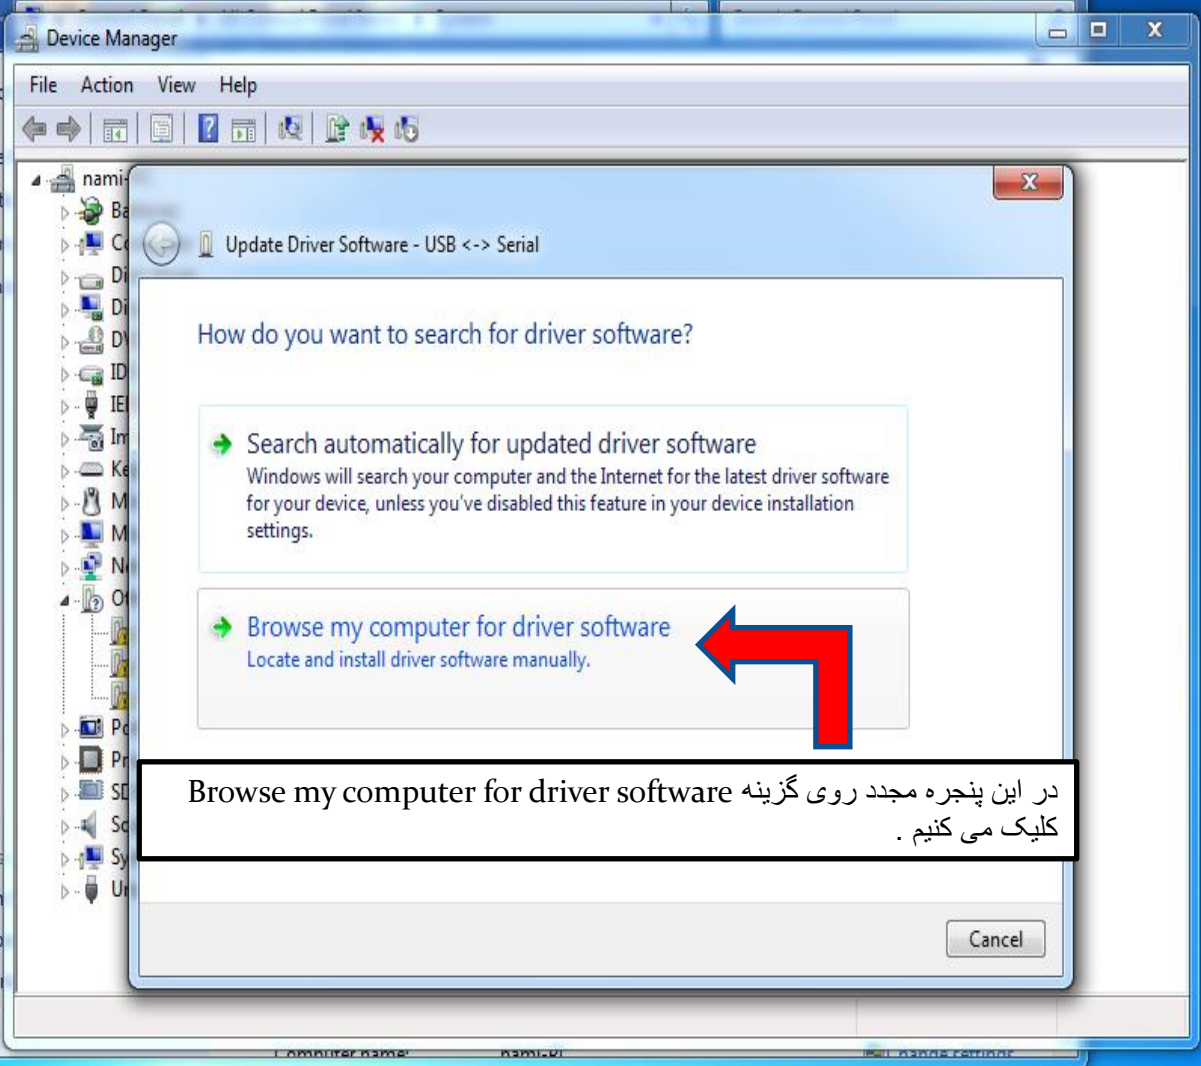 Device Manager
File Action View Help
nami-
Update Driver Software - USB <-> Serial
How do you want to search for driver software?
Search automatically for updated driver software
Windows will search your computer and the Internet for the latest driver software
for your device, unless you've disabled this feature in your device installation
settings.
Browse my computer for driver software
Locate and install driver software manually.
در این پنجره مجدد روی گزینه Browse my computer for driver software
کلیک می کنیم .
Cancel
Computer name: